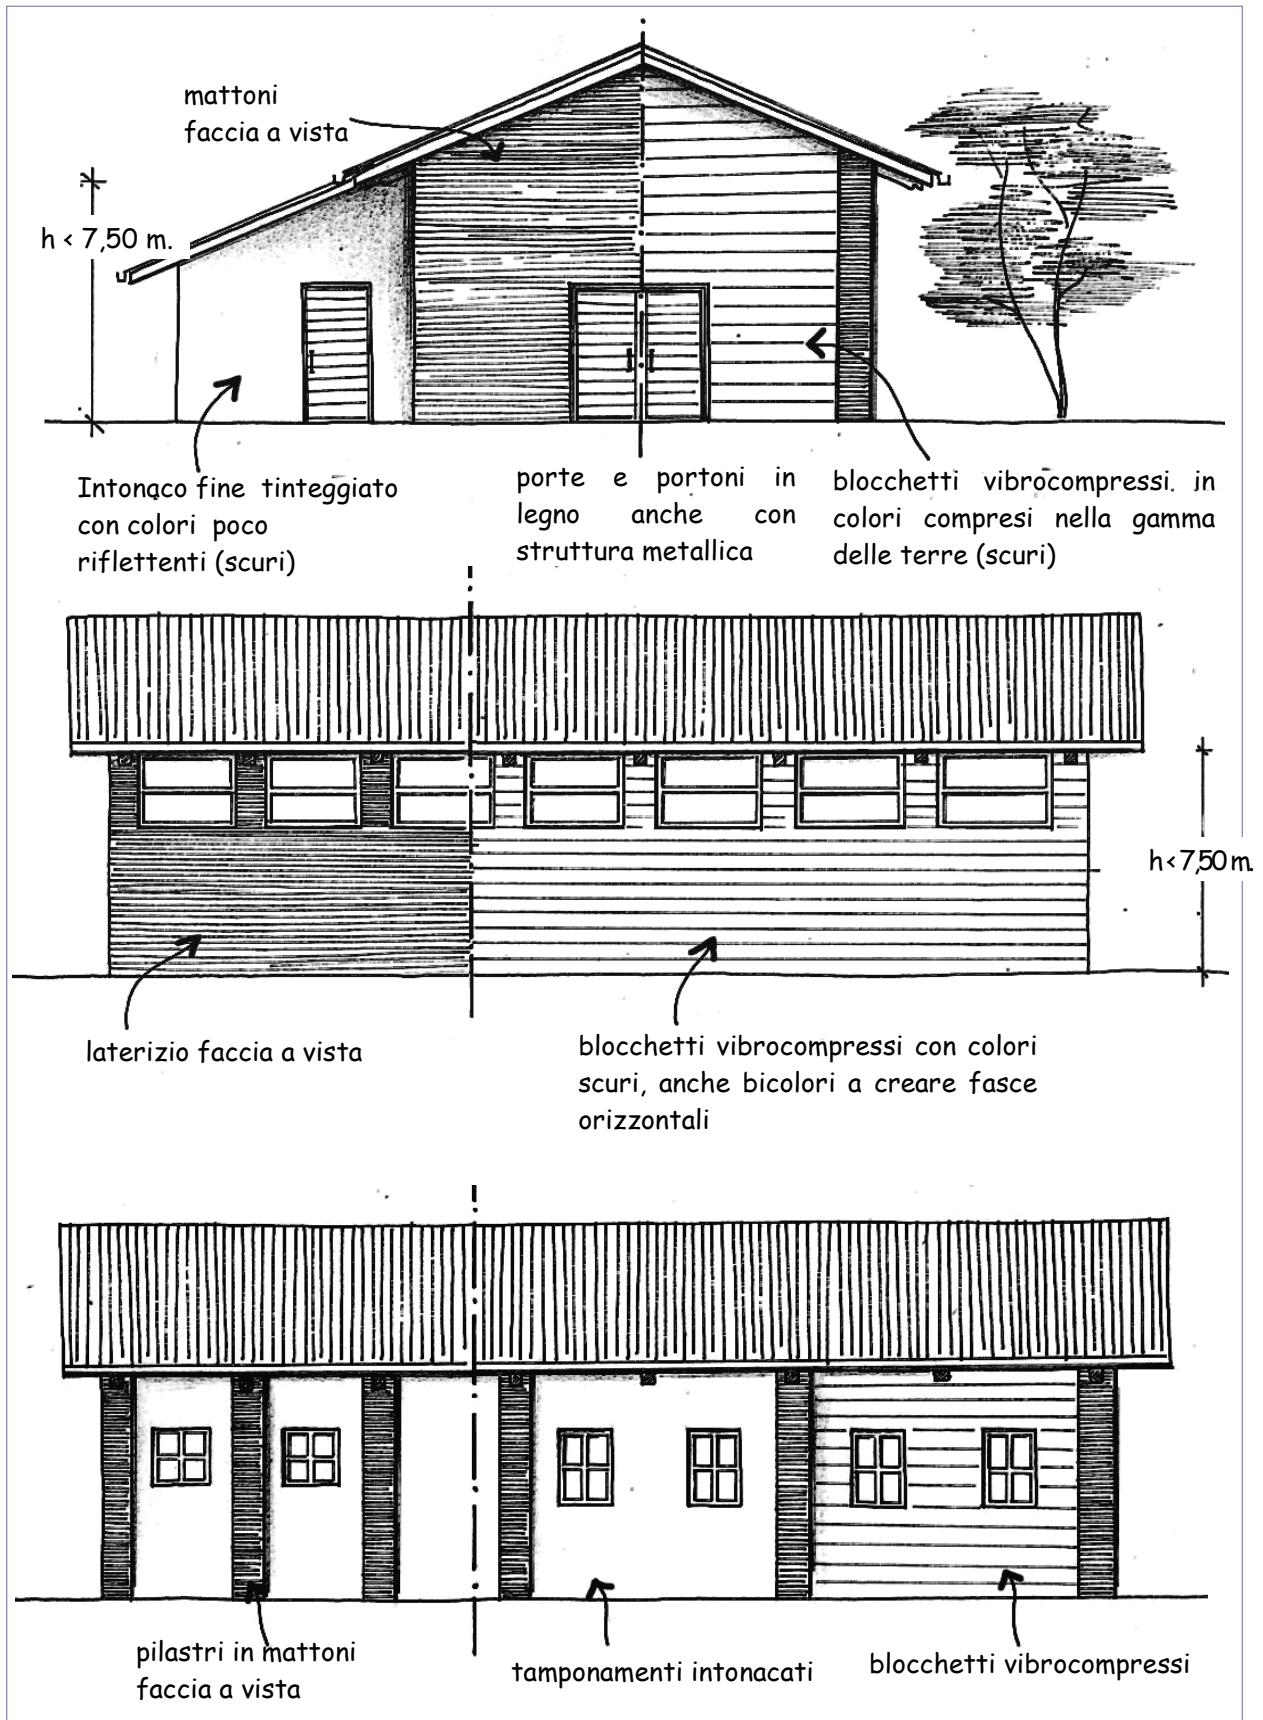 mattoni
faccia a vista
h < 7,50 m.
Intonaco fine tinteggiato
con colori poco
riflettenti (scuri)
porte e portoni in
legno anche con
struttura metallica
blocchetti vibrocompressi. in
colori compresi nella gamma
delle terre (scuri)
h < 7,50 m.
laterizio faccia a vista
blocchetti vibrocompressi con colori
scuri, anche bicolori a creare fasce
orizzontali
pilastri in mattoni
faccia a vista
tamponamenti intonacati
blocchetti vibrocompressi